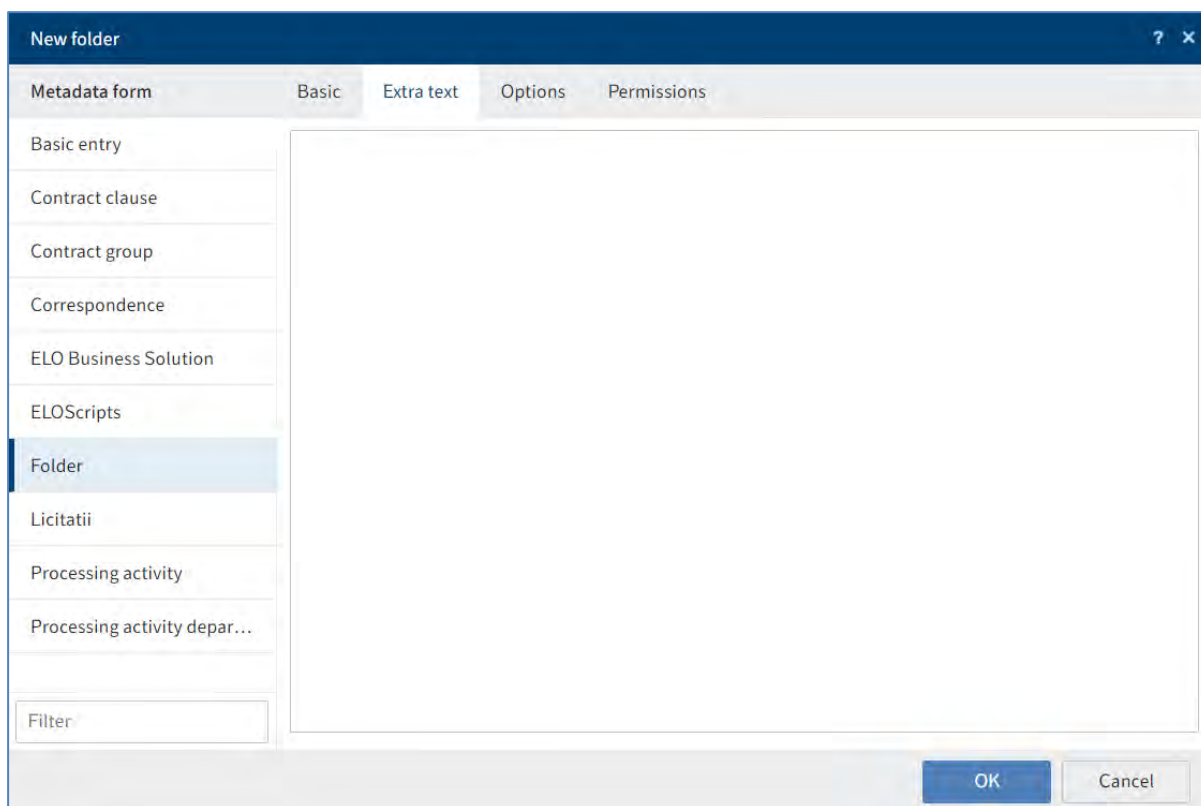 New folder ? ×
Metadata form Basic Extra text Options Permissions
Basic entry
Contract clause
Contract group
Correspondence
ELO Business Solution
ELOScripts
Folder
Licitatii
Processing activity
Processing activity depar...
Filter
OK Cancel